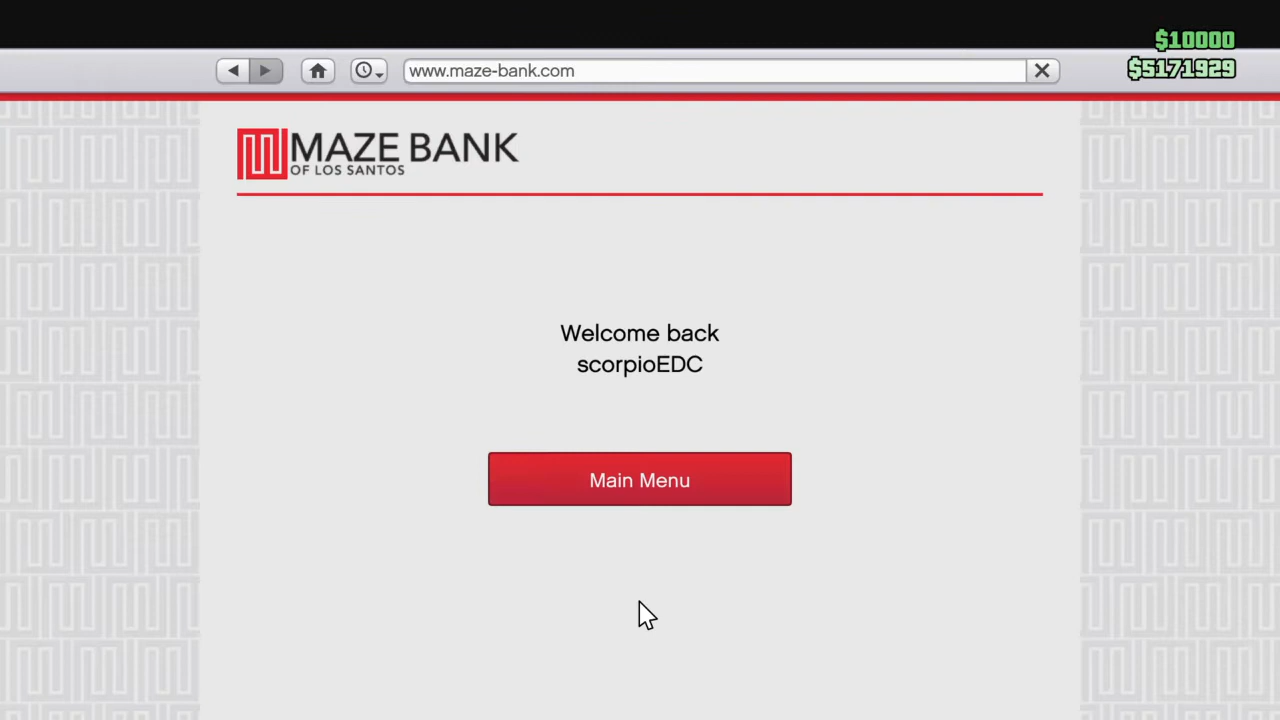 $10000
www.maze-bank.com
$5171929
MAZE BANK
OF LOS SANTOS
Welcome back
scorpioEDC
Main Menu